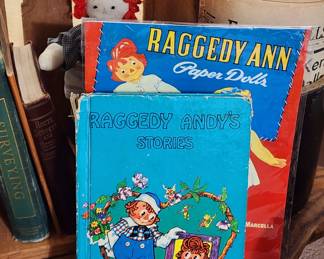 RAGGEDY ANN
Paper Dolls
RAGGEDY ANDY'S
STORIES
SURVEYING
MARCELLA